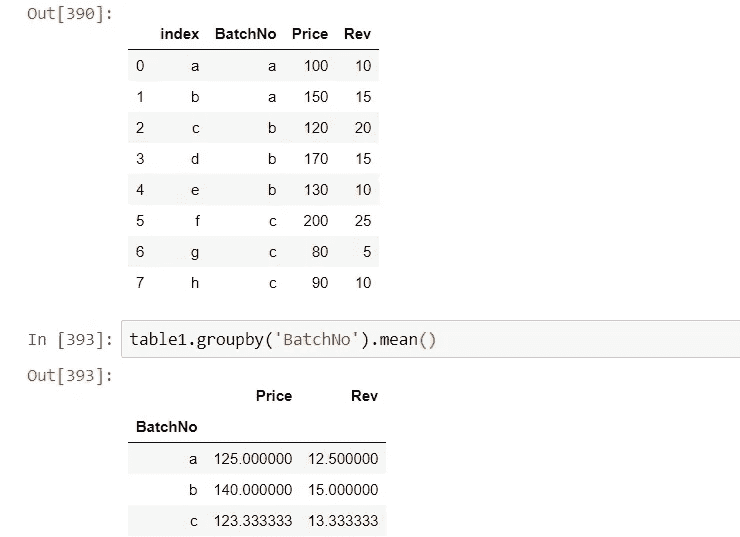 Out[390]:
index BatchNo Price Rev
0 a a 100 10
1 b a 150 15
2 c b 120 20
3 d b 170 15
4 e b 130 10
5 f c 200 25
6 g c 80 5
7 h c 90 10
In [393]: table1.groupby('BatchNo').mean()
Out[393]:
Price Rev
BatchNo
a 125.000000 12.500000
b 140.000000 15.000000
c 123.333333 13.333333